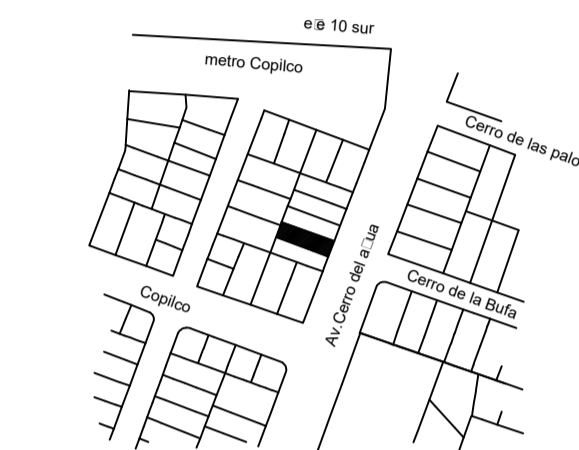 10 sur
metro Copilco
Cerro de las palo
Av.Cerro del
Cerro de la Bufa
Copilco